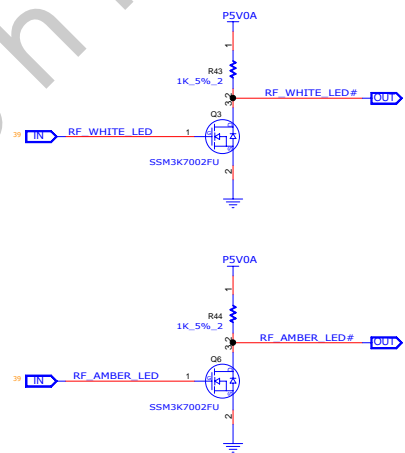 P5V0A
1
R43
1K_5%_2
2
3
RF_WHITE_LED#
OUT
Q3
D
39 IN RF_WHITE_LED 1
G
S
SSM3K7002FU
2
P5V0A
1
R44
1K_5%_2
2
3
RF_AMBER_LED#
OUT
Q6
D
39 IN RF_AMBER_LED 1
G
S
SSM3K7002FU
2